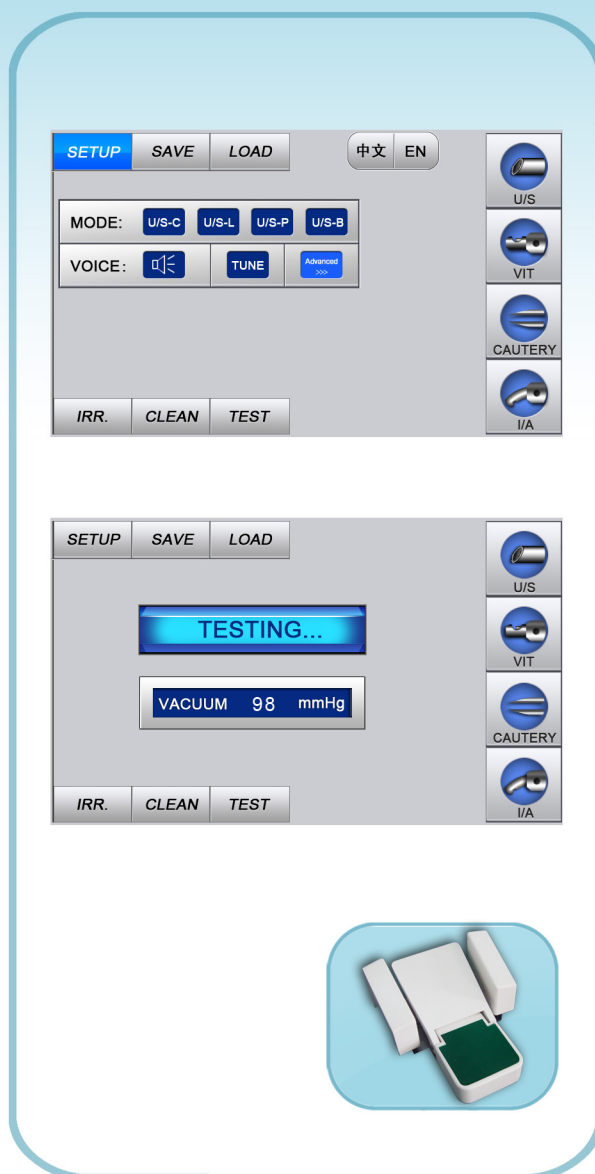 SETUP SAVE LOAD 中文 EN
U/S
MODE: U/S-C U/S-L U/S-P U/S-B
VOICE: TUNE Advanced >>>
VIT
CAUTERY
IRR. CLEAN TEST
I/A
SETUP SAVE LOAD
U/S
TESTING...
VIT
VACUUM 98 mmHg
CAUTERY
IRR. CLEAN TEST
I/A